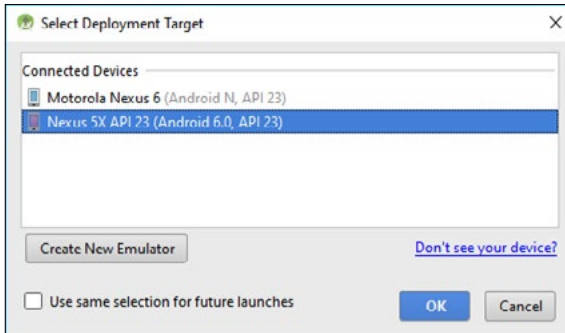 Select Deployment Target
Connected Devices
Motorola Nexus 6 (Android N, API 23)
Nexus 5X API 23 (Android 6.0, API 23)
Create New Emulator
Don't see your device?
Use same selection for future launches
OK
Cancel